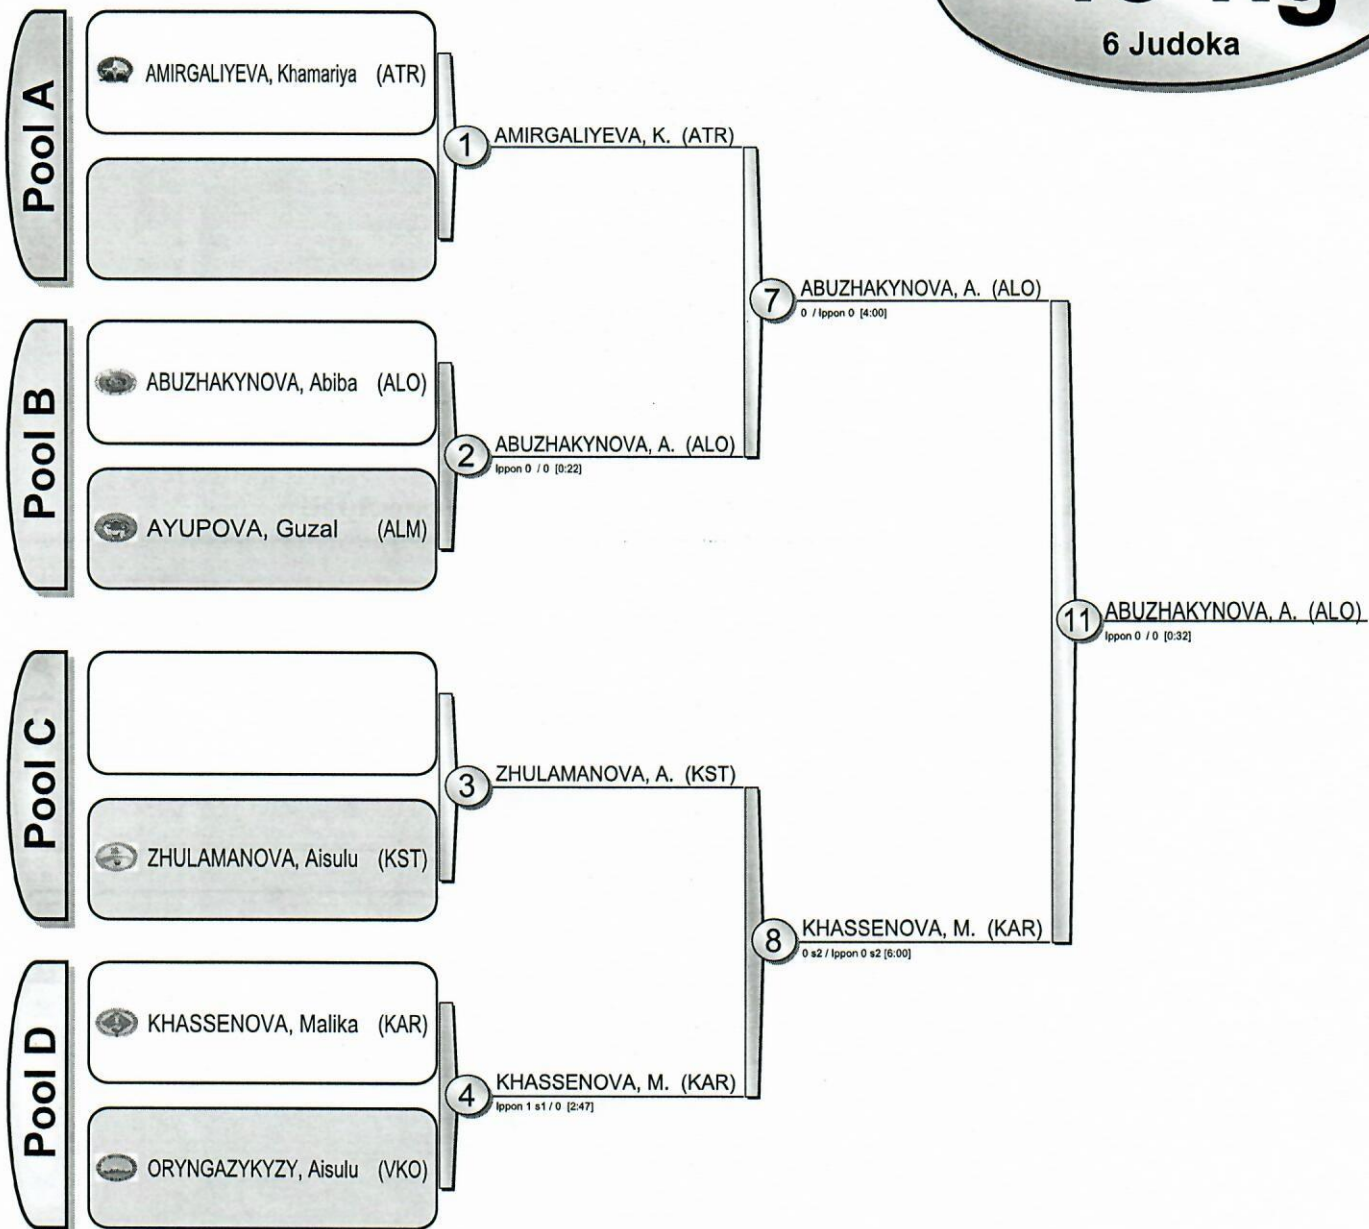 6 Judoka
Pool A
AMIRGALIYEVA, Khamariya (ATR)
1
AMIRGALIYEVA, K. (ATR)
7
ABUZHAKYNOVA, A. (ALO)
0 / Ippon 0 [4:00]
Pool B
ABUZHAKYNOVA, Abiba (ALO)
2
ABUZHAKYNOVA, A. (ALO)
Ippon 0 / 0 [0:22]
AYUPOVA, Guzal (ALM)
11
ABUZHAKYNOVA, A. (ALO)
Ippon 0 / 0 [0:32]
Pool C
3
ZHULAMANOVA, A. (KST)
ZHULAMANOVA, Aisulu (KST)
8
KHASSENOVA, M. (KAR)
0 s2 / Ippon 0 s2 [6:00]
Pool D
KHASSENOVA, Malika (KAR)
4
KHASSENOVA, M. (KAR)
Ippon 1 s1 / 0 [2:47]
ORYNGAZYKYZY, Aisulu (VKO)